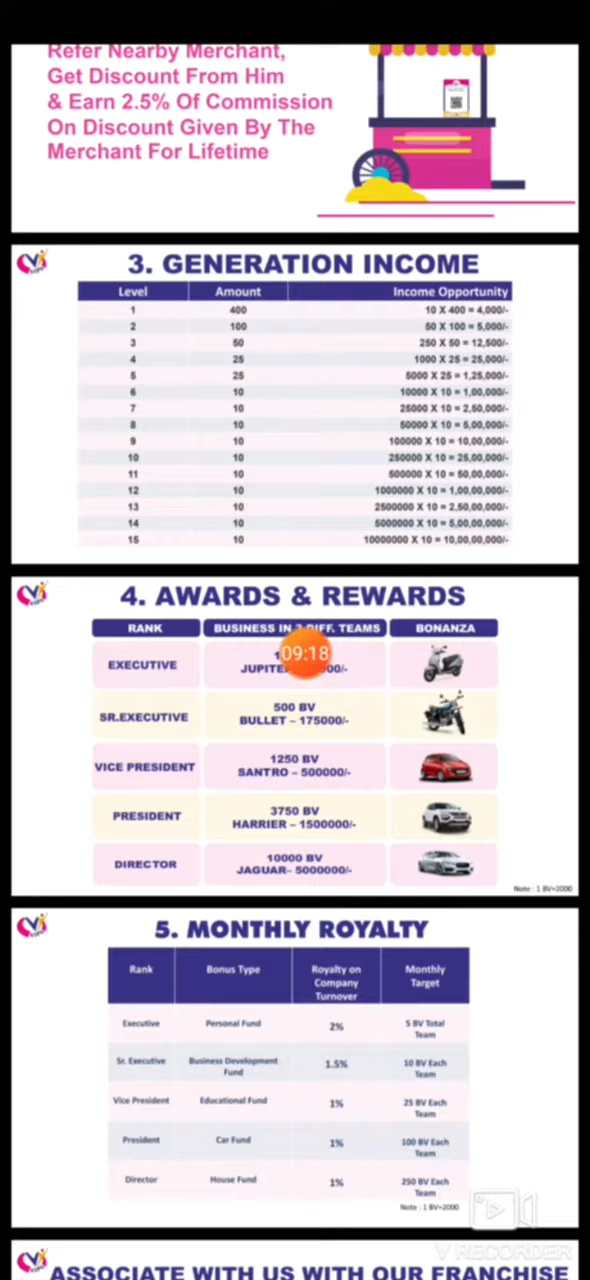 Refer Nearby Merchant,
Get Discount From Him
& Earn 2.5% Of Commission
On Discount Given By The
Merchant For Lifetime
3. GENERATION INCOME
Level Amount Income Opportunity
1 400 10 X 400 = 4,000/-
2 100 50 X 100 = 5,000/-
3 50 250 X 50 = 12,500/-
4 25 1000 X 25 = 25,000/-
5 25 5000 X 25 = 1,25,000/-
6 10 10000 X 10 = 1,00,000/-
7 10 25000 X 10 = 2,50,000/-
8 10 50000 X 10 = 5,00,000/-
9 10 100000 X 10 = 10,00,000/-
10 10 250000 X 10 = 25,00,000/-
11 10 500000 X 10 = 50,00,000/-
12 10 1000000 X 10 = 1,00,00,000/-
13 10 2500000 X 10 = 2,50,00,000/-
14 10 5000000 X 10 = 5,00,00,000/-
15 10 10000000 X 10 = 10,00,00,000/-
4. AWARDS & REWARDS
RANK BUSINESS IN DIFF. TEAMS BONANZA
09:18
EXECUTIVE
SR.EXECUTIVE 500 BV
BULLET – 175000/-
VICE PRESIDENT 1250 BV
SANTRO – 500000/-
PRESIDENT 3750 BV
HARRIER – 1500000/-
DIRECTOR 10000 BV
JAGUAR– 5000000/-
Note : 1 BV=2000
5. MONTHLY ROYALTY
Rank Bonus Type Royalty on Company Turnover Monthly Target
Executive Personal Fund 2% 5 BV Total Team
Sr. Executive Business Development Fund 1.5% 10 BV Each Team
Vice President Educational Fund 1% 25 BV Each Team
President Car Fund 1% 100 BV Each Team
Director House Fund 1% 250 BV Each Team
Note : 1 BV=2000
V RECORDER
ASSOCIATE WITH US WITH OUR FRANCHISE